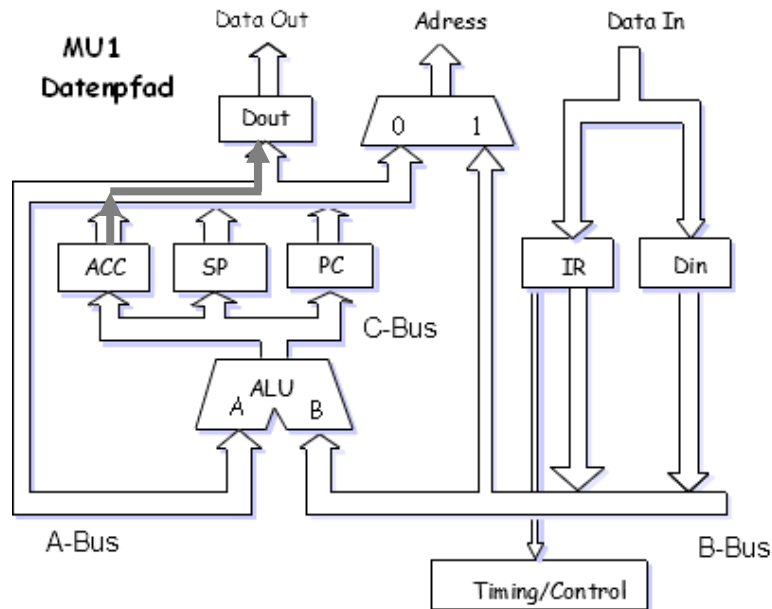 Data Out
Adress
Data In
MU1
Datenpfad
Dout
0 1
ACC
SP
PC
IR
Din
C-Bus
ALU
A B
A-Bus
B-Bus
Timing/Control